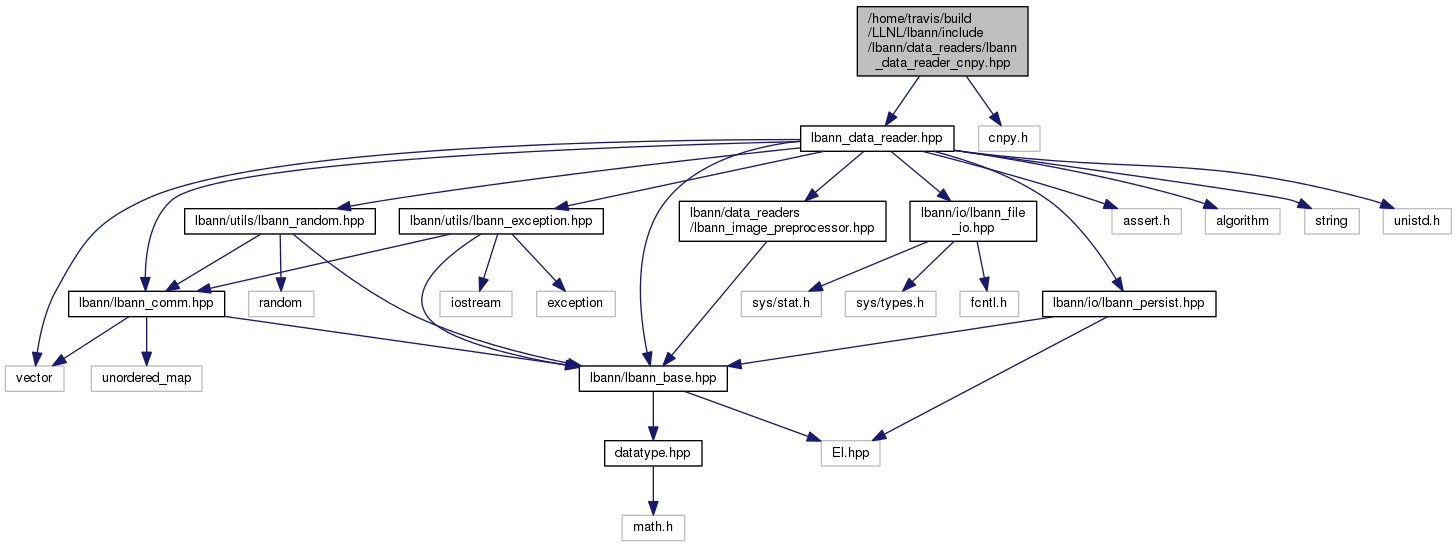 /home/travis/build
/LLNL/lbann/include
/lbann/data_readers/lbann
_data_reader_cnpy.hpp
lbann_data_reader.hpp
cnpy.h
lbann/utils/lbann_random.hpp
lbann/utils/lbann_exception.hpp
lbann/data_readers
/lbann_image_preprocessor.hpp
lbann/io/lbann_file
_io.hpp
assert.h
algorithm
string
unistd.h
lbann/lbann_comm.hpp
random
iostream
exception
sys/stat.h
sys/types.h
fcntl.h
lbann/io/lbann_persist.hpp
vector
unordered_map
lbann/lbann_base.hpp
datatype.hpp
El.hpp
math.h